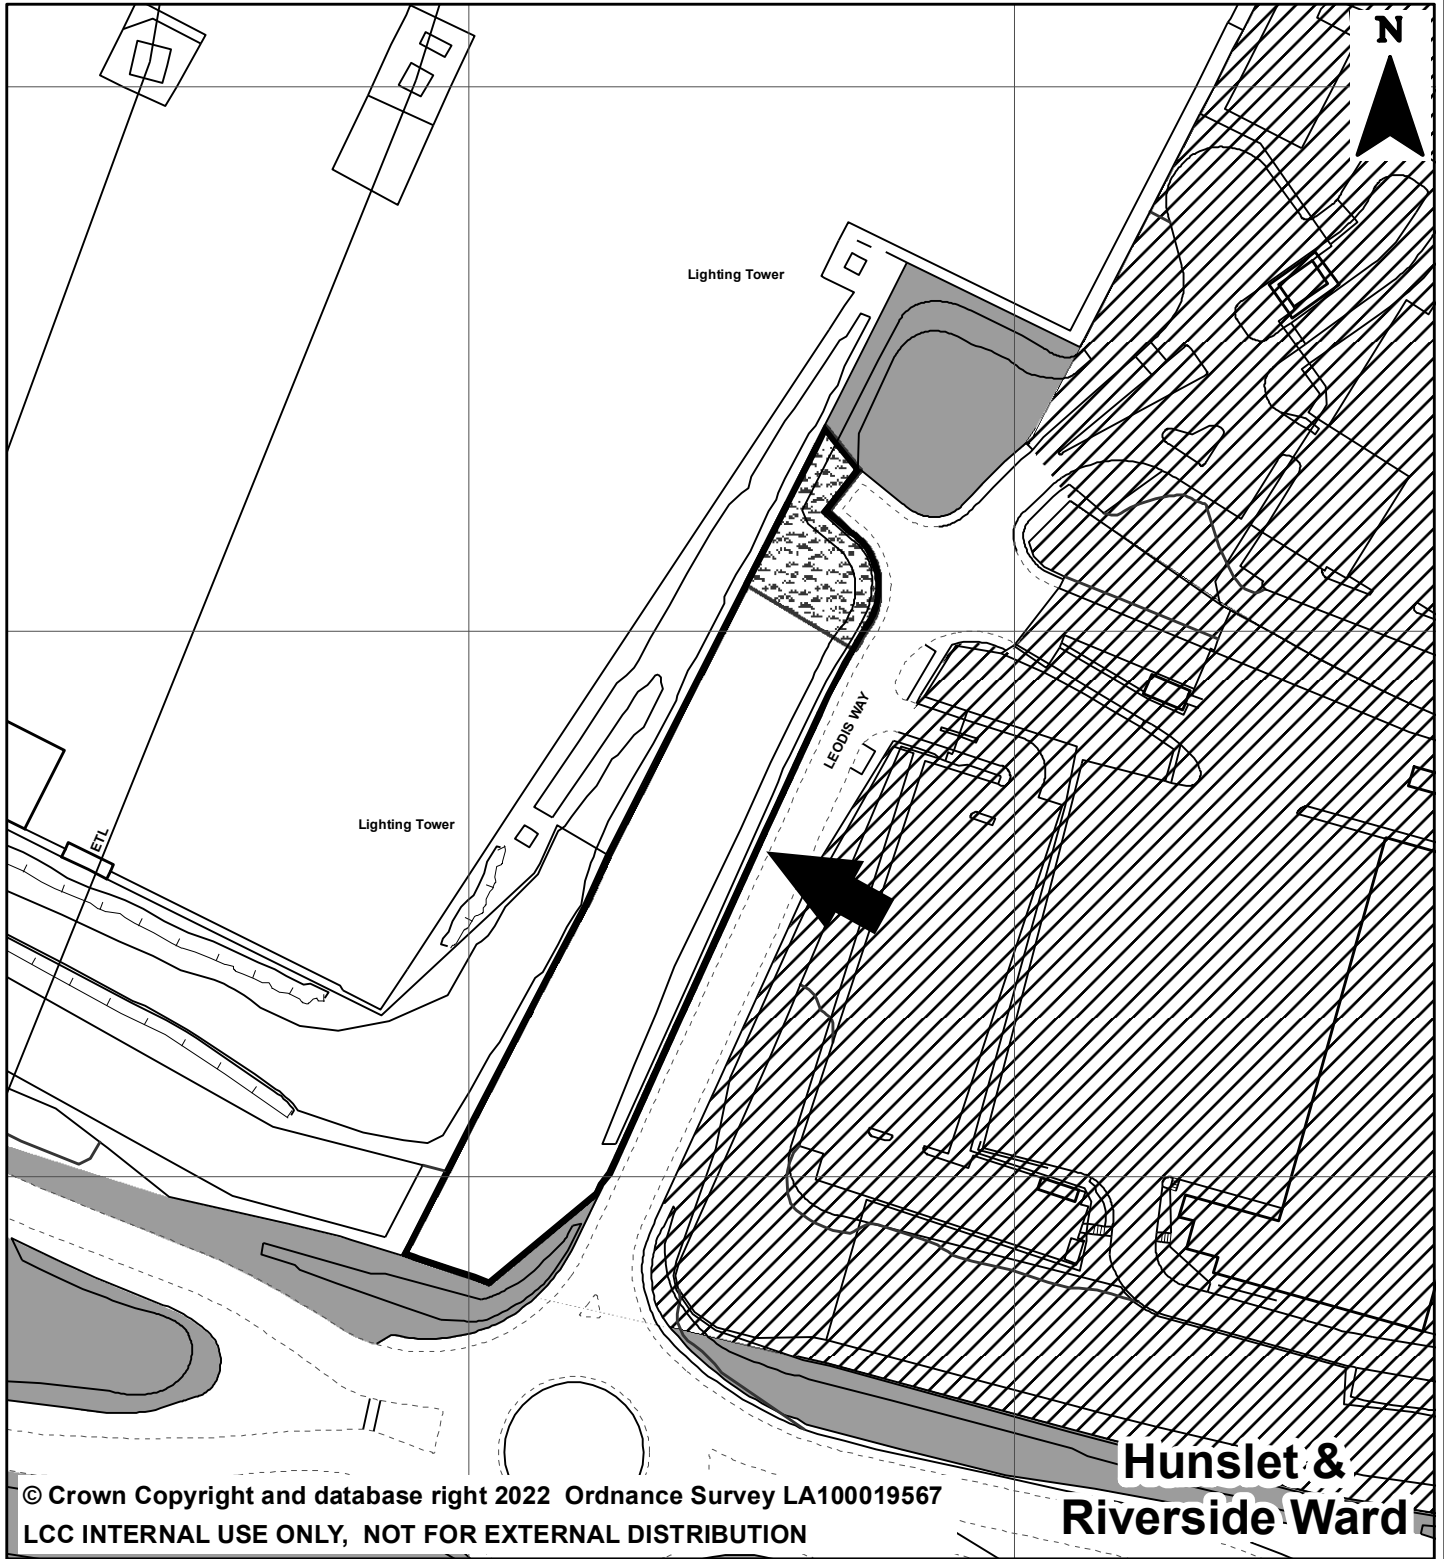 N
Lighting Tower
LEODIS WAY
Lighting Tower
ETL
Hunslet &
Riverside Ward
© Crown Copyright and database right 2022 Ordnance Survey LA100019567
LCC INTERNAL USE ONLY, NOT FOR EXTERNAL DISTRIBUTION